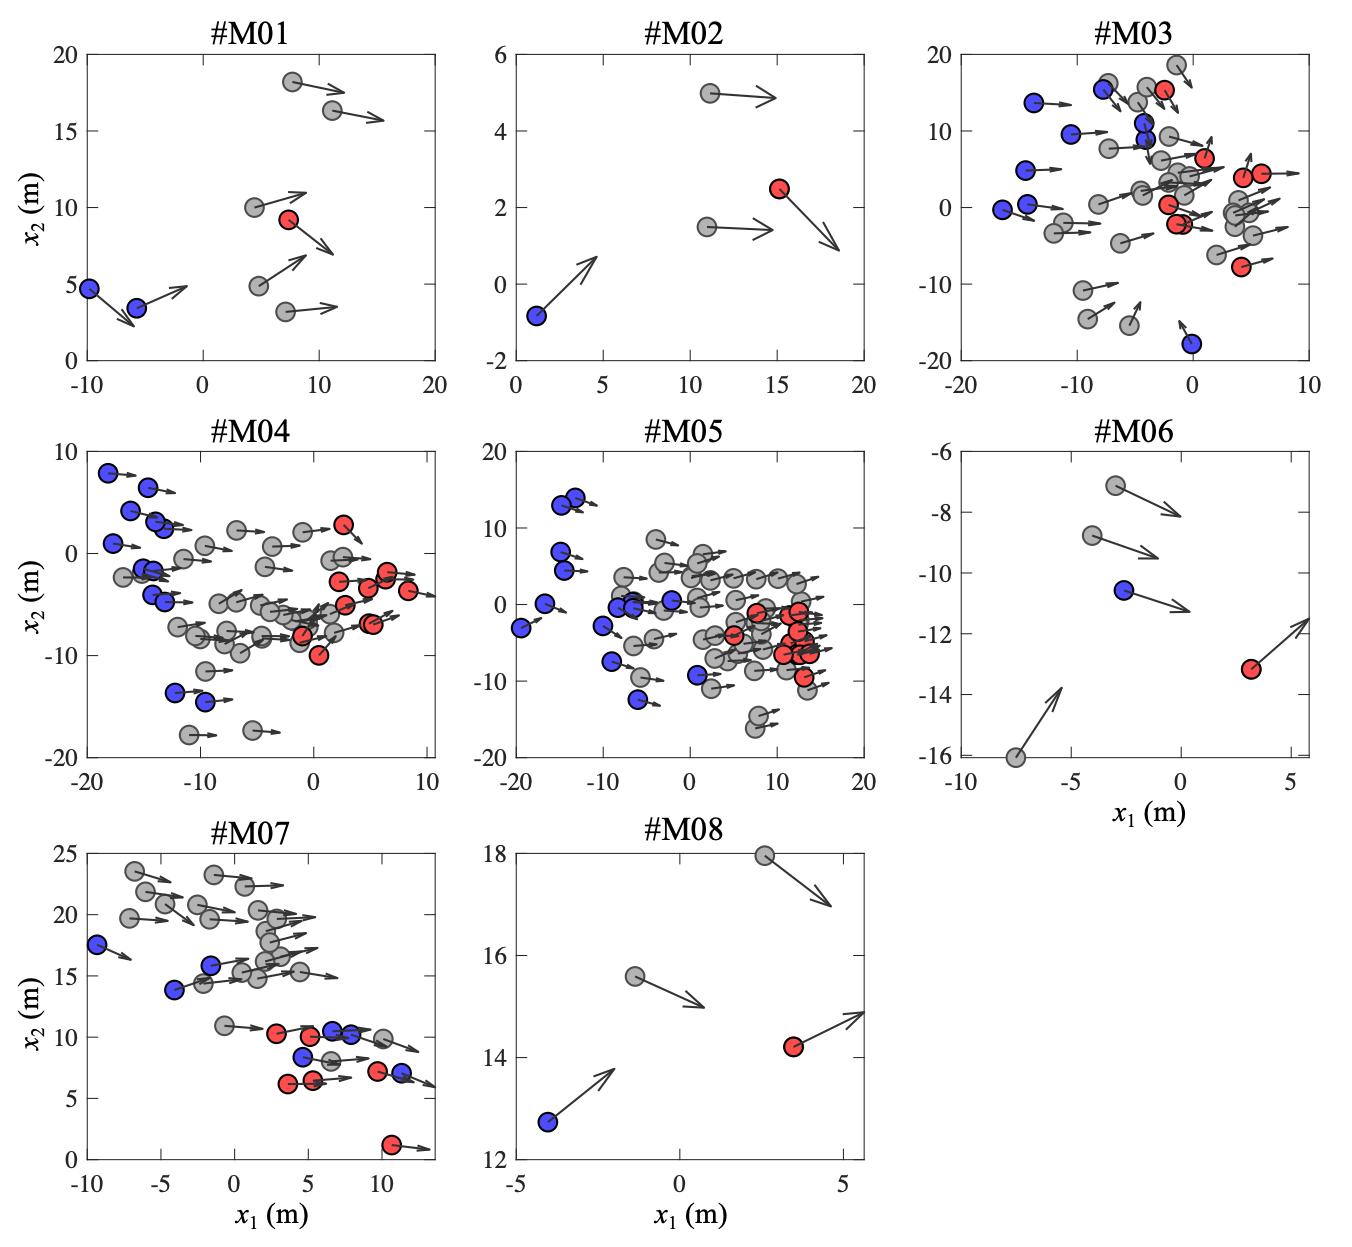 #M01 #M02 #M03
20 6 20
15 4 10
x₂ (m) 10 2 0
5 0 -10
0 -2 -20
-10 0 10 20 0 5 10 15 20 -20 -10 0 10
#M04 #M05 #M06
10 20 -6
0 10 -8
x₂ (m) 0 -10
-10 -10 -12
-14
-20 -20 -16
-20 -10 0 10 -20 -10 0 10 20 -10 -5 0 5
x₁ (m)
#M07 #M08
25 18
20 16
15
x₂ (m) 10 14
5
0 12
-10 -5 0 5 10 -5 0 5
x₁ (m) x₁ (m)